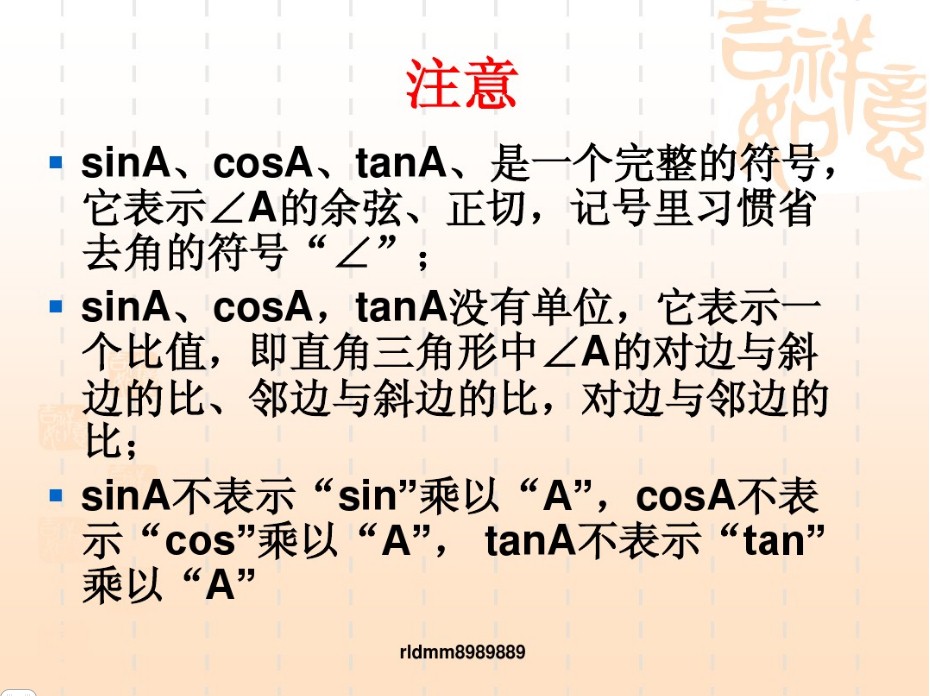 吉祥
如意
注意
sinA、cosA、tanA、是一个完整的符号，
它表示∠A的余弦、正切，记号里习惯省
去角的符号“∠”；
sinA、cosA，tanA没有单位，它表示一
个比值，即直角三角形中∠A的对边与斜
边的比、邻边与斜边的比，对边与邻边的
比；
sinA不表示“sin”乘以“A”，cosA不表
示“cos”乘以“A”， tanA不表示“tan”
乘以“A”
rldmm8989889